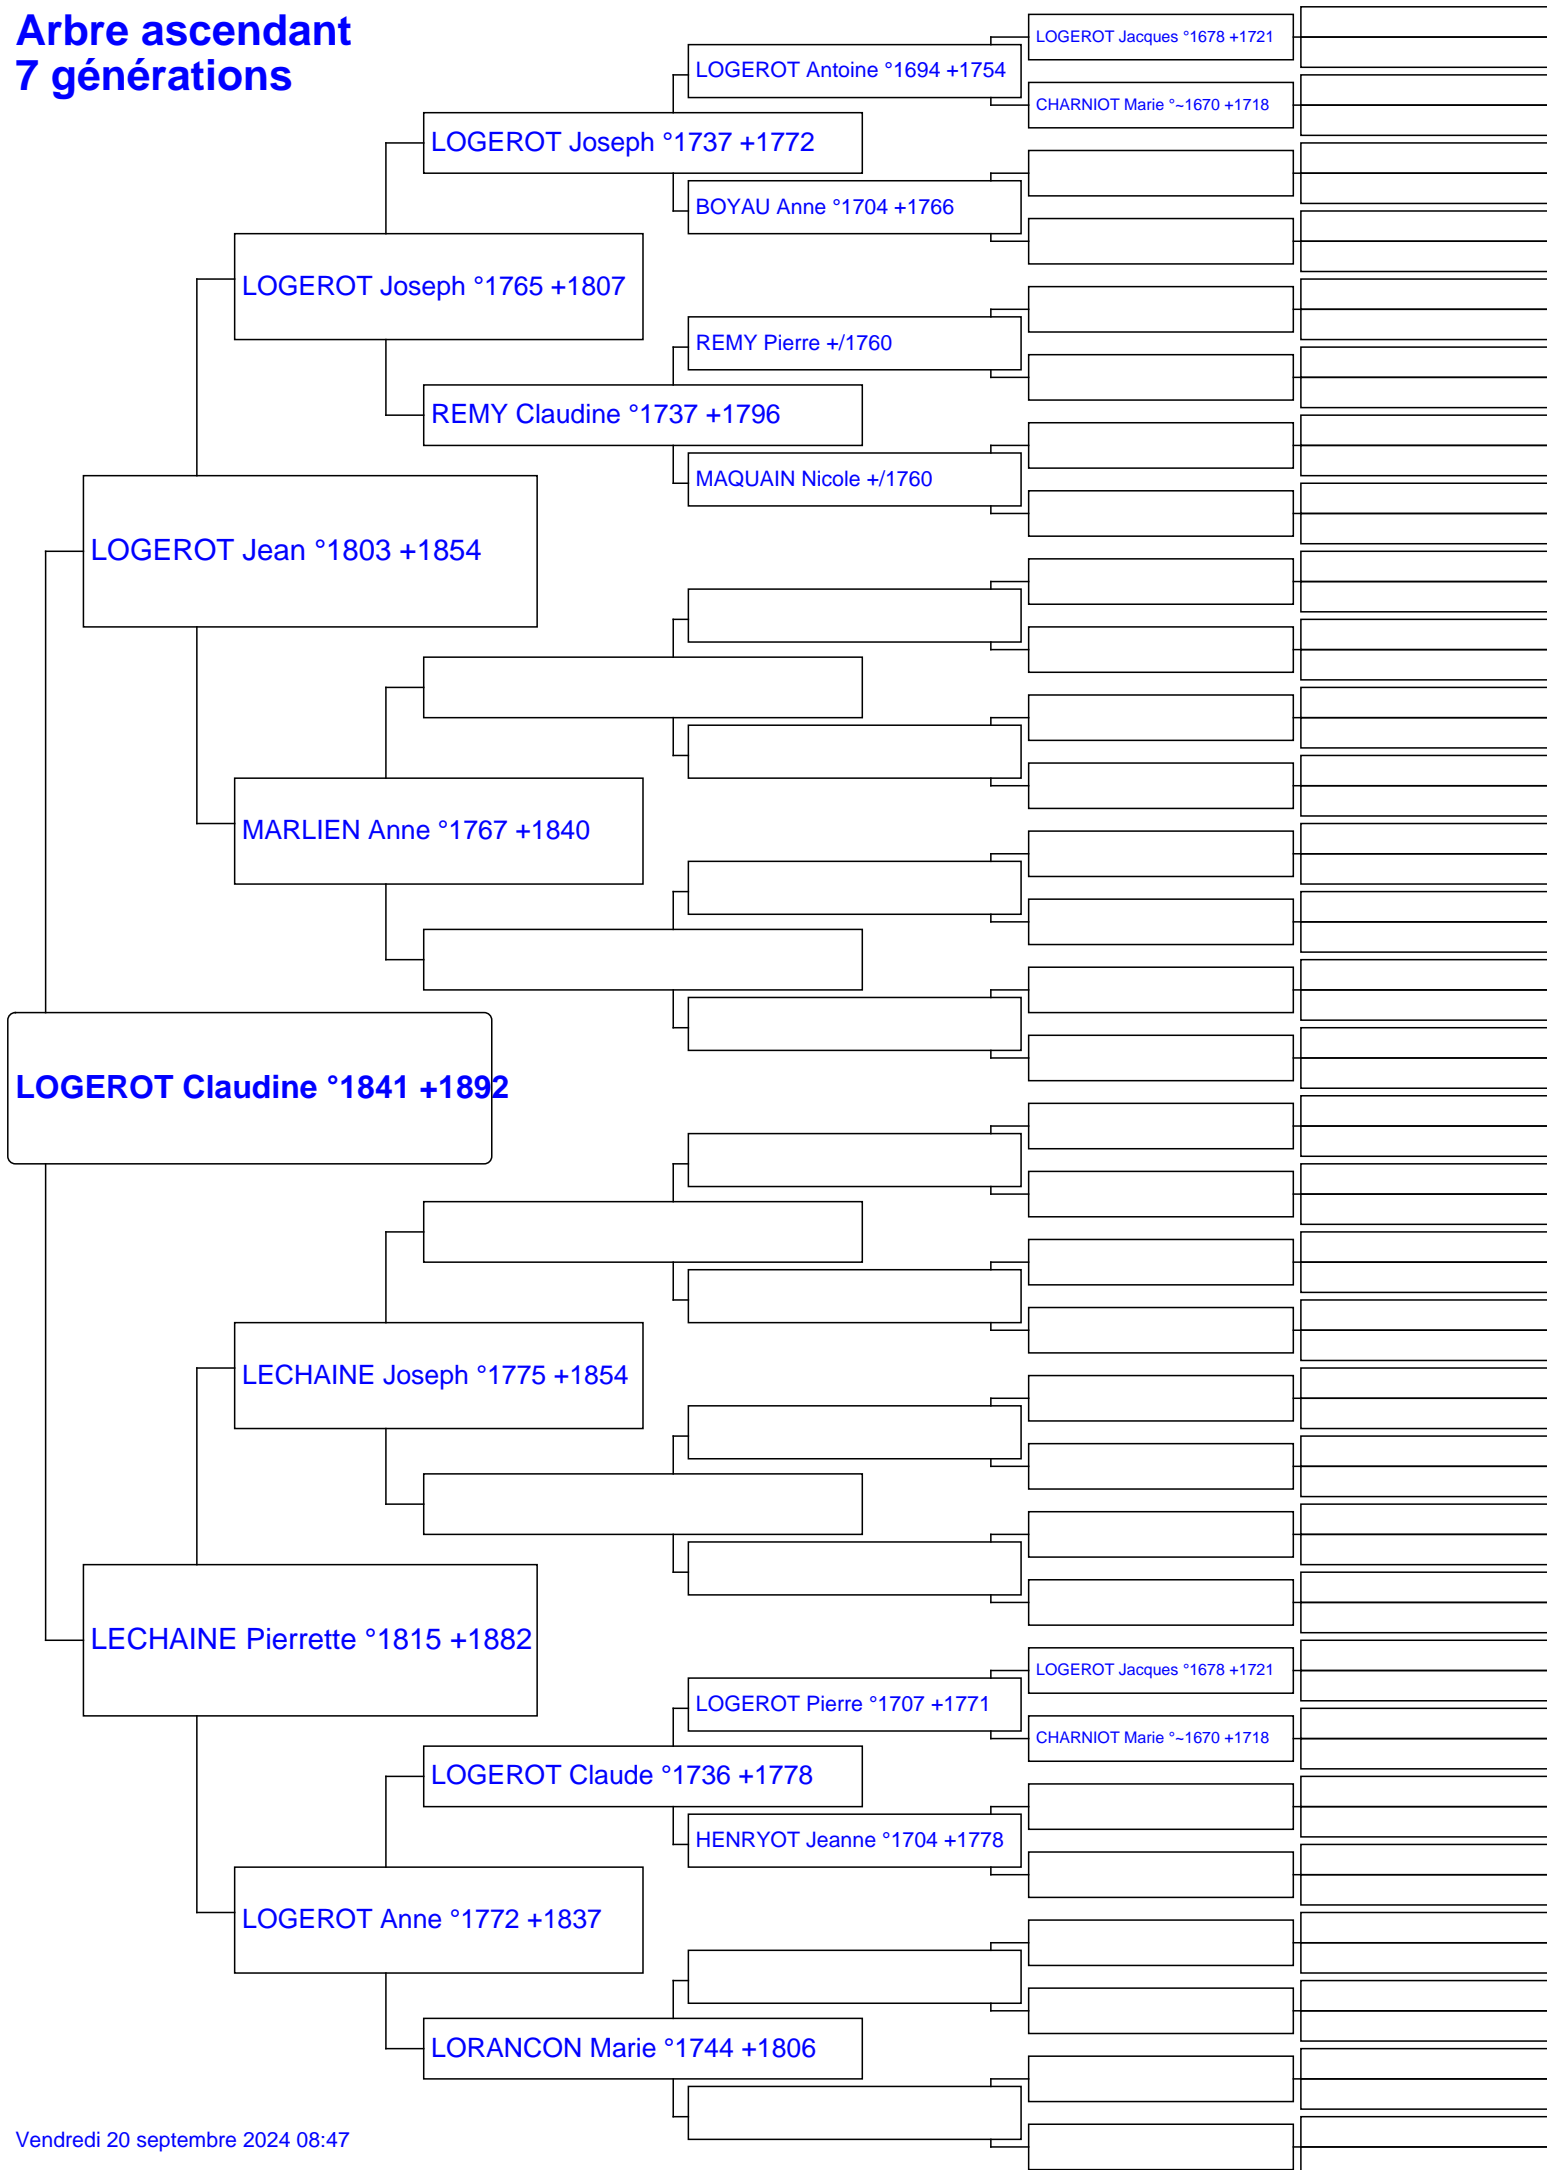 Arbre ascendant
7 générations
LOGEROT Jacques °1678 +1721
LOGEROT Antoine °1694 +1754
CHARNIOT Marie °~1670 +1718
LOGEROT Joseph °1737 +1772
BOYAU Anne °1704 +1766
LOGEROT Joseph °1765 +1807
REMY Pierre +/1760
REMY Claudine °1737 +1796
MAQUAIN Nicole +/1760
LOGEROT Jean °1803 +1854
MARLIEN Anne °1767 +1840
LOGEROT Claudine °1841 +1892
LECHAINE Joseph °1775 +1854
LECHAINE Pierrette °1815 +1882
LOGEROT Jacques °1678 +1721
LOGEROT Pierre °1707 +1771
CHARNIOT Marie °~1670 +1718
LOGEROT Claude °1736 +1778
HENRYOT Jeanne °1704 +1778
LOGEROT Anne °1772 +1837
LORANCON Marie °1744 +1806
Vendredi 20 septembre 2024 08:47